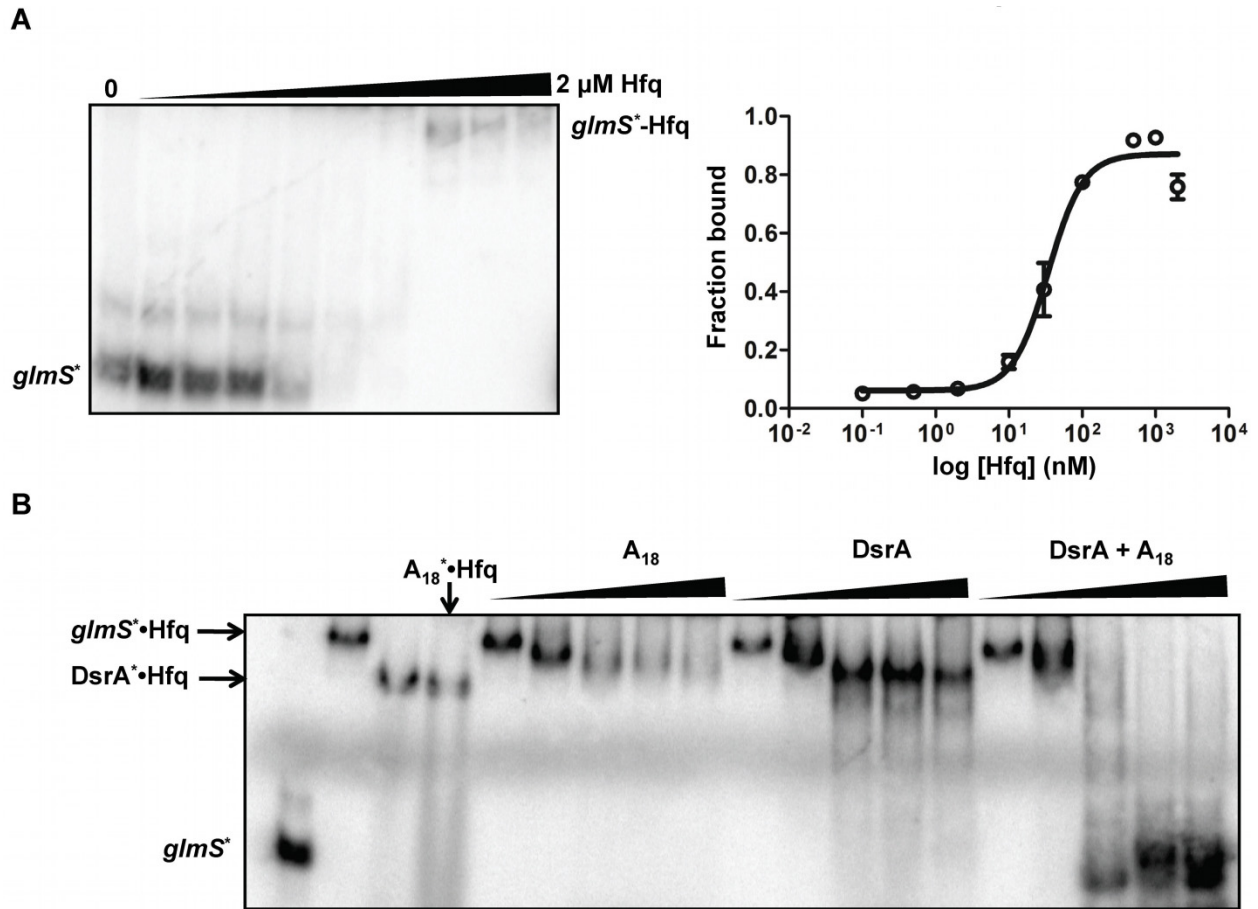 A
0
2 µM Hfq
glmS*-Hfq
glmS*
1.0
0.8
0.6
0.4
0.2
0.0
Fraction bound
10-2 10-1 100 101 102 103 104
log [Hfq] (nM)
B
A18*•Hfq
A18
DsrA
DsrA + A18
glmS*•Hfq
DsrA*•Hfq
glmS*